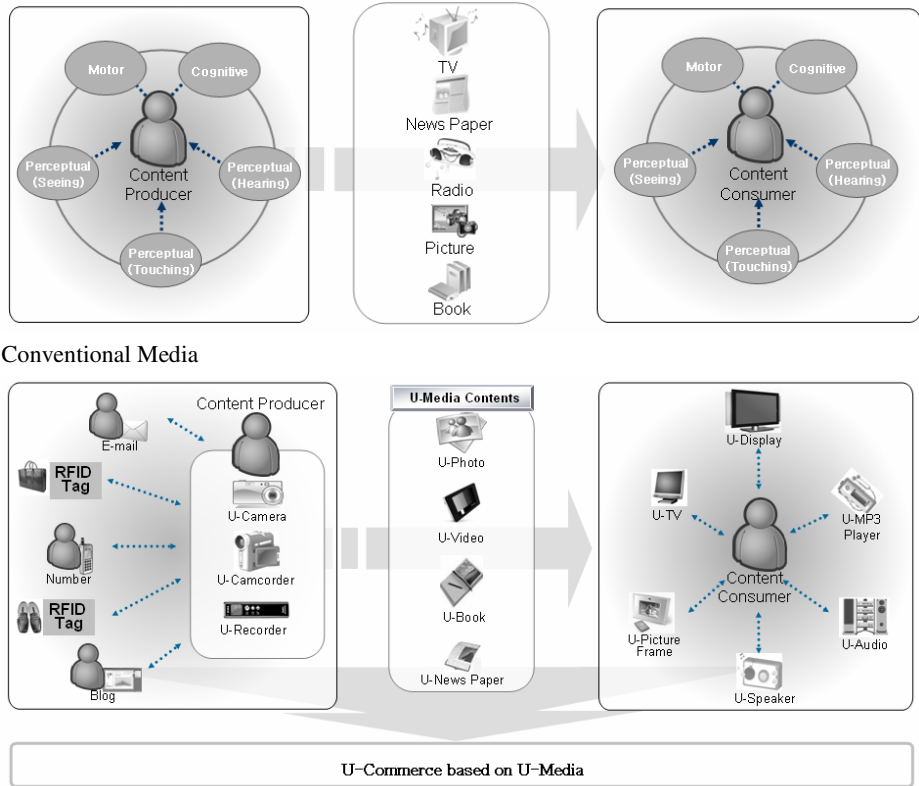 Motor
Cognitive
Perceptual
(Seeing)
Perceptual
(Hearing)
Content
Producer
Perceptual
(Touching)
TV
News Paper
Radio
Picture
Book
Motor
Cognitive
Perceptual
(Seeing)
Perceptual
(Hearing)
Content
Consumer
Perceptual
(Touching)
Conventional Media
Content Producer
E-mail
RFID
Tag
Number
RFID
Tag
Blog
U-Camera
U-Camcorder
U-Recorder
U-Media Contents
U-Photo
U-Video
U-Book
U-News Paper
U-Display
U-TV
U-MP3
Player
Content
Consumer
U-Picture
Frame
U-Audio
U-Speaker
U-Commerce based on U-Media